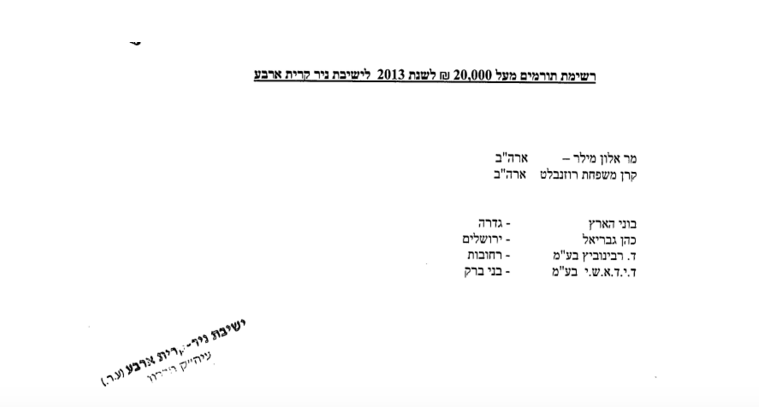 רשימת תורמים מעל 20,000 ₪ לשנת 2013 לישיבת ניר קרית ארבע
מר אלון מילר – ארה"ב
קרן משפחת רוזנבלט ארה"ב
בוני הארץ - גדרה
כהן גבריאל - ירושלים
ד. רבינוביץ בע"מ - רחובות
ד.י.ד.א.ש.י בע"מ - בני ברק
ישיבת ניר-קרית ארבע (ע.ר.)
עיה"ק